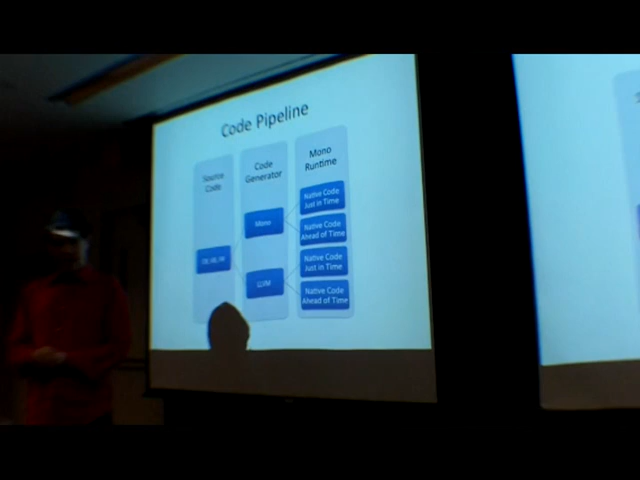 Code Pipeline
Source
Code
Code
Generator
Mono
Runtime
Mono
LLVM
Native Code
Just in Time
Native Code
Ahead of Time
Native Code
Just in Time
Native Code
Ahead of Time